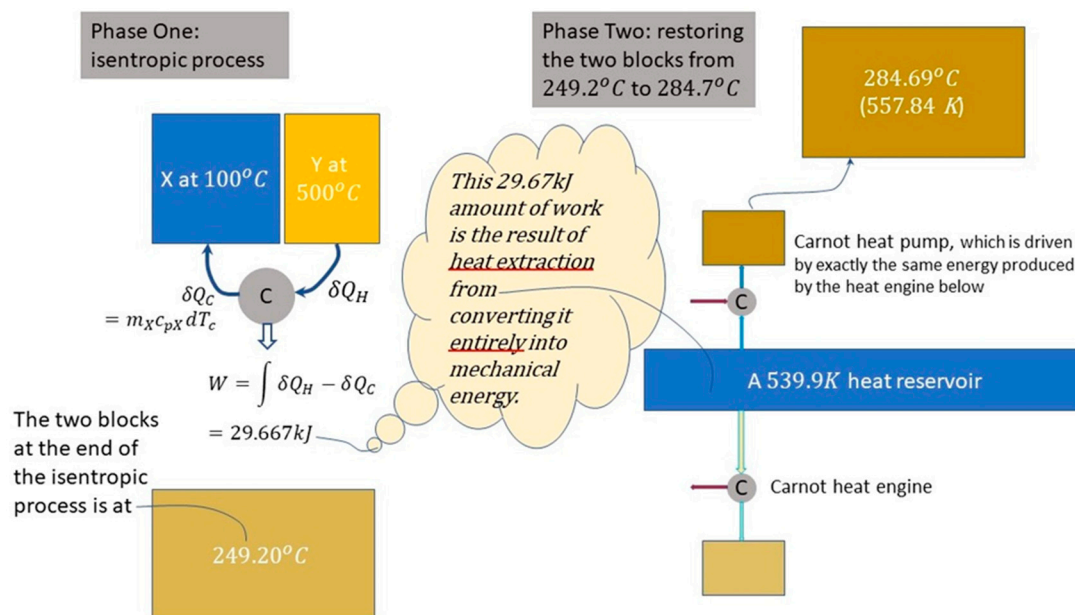 Phase One:
isentropic process
X at 100°C
Y at
500°C
C
δQ_H
δQ_C
= m_X c_pX dT_c
W = ∫ δQ_H − δQ_C
= 29.667kJ
The two blocks
at the end of
the isentropic
process is at
249.20°C
This 29.67kJ
amount of work
is the result of
heat extraction
from
converting it
entirely into
mechanical
energy.
Phase Two: restoring
the two blocks from
249.2°C to 284.7°C
284.69°C
(557.84 K)
Carnot heat pump, which is driven
by exactly the same energy produced
by the heat engine below
C
A 539.9K heat reservoir
C
Carnot heat engine